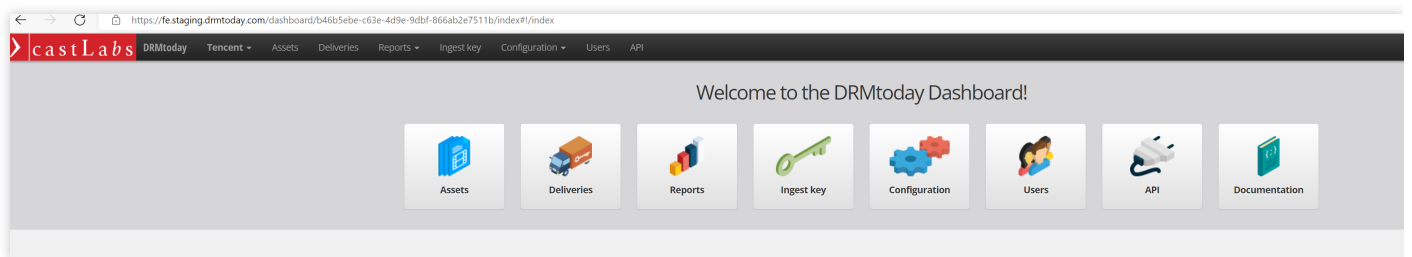 https://fe.staging.drmtoday.com/dashboard/b46b5ebe-c63e-4d9e-9dbf-866ab2e7511b/index#!/index
castLabs DRMtoday Tencent Assets Deliveries Reports Ingest key Configuration Users API
Welcome to the DRMtoday Dashboard!
Assets Deliveries Reports Ingest key Configuration Users API Documentation